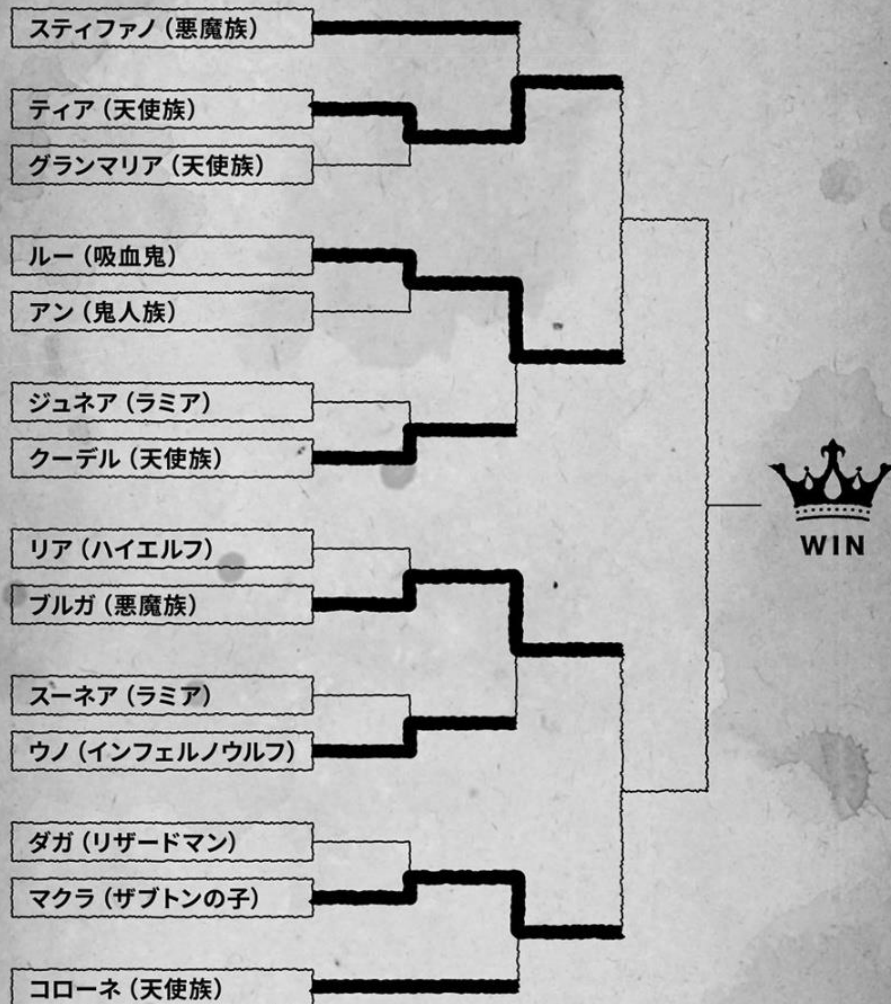 スティファノ（悪魔族）
ティア（天使族）
グランマリア（天使族）
ルー（吸血鬼）
アン（鬼人族）
ジュネア（ラミア）
クーデル（天使族）
リア（ハイエルフ）
ブルガ（悪魔族）
スーネア（ラミア）
ウノ（インフェルノウルフ）
ダガ（リザードマン）
マクラ（ザブトンの子）
コローネ（天使族）
WIN